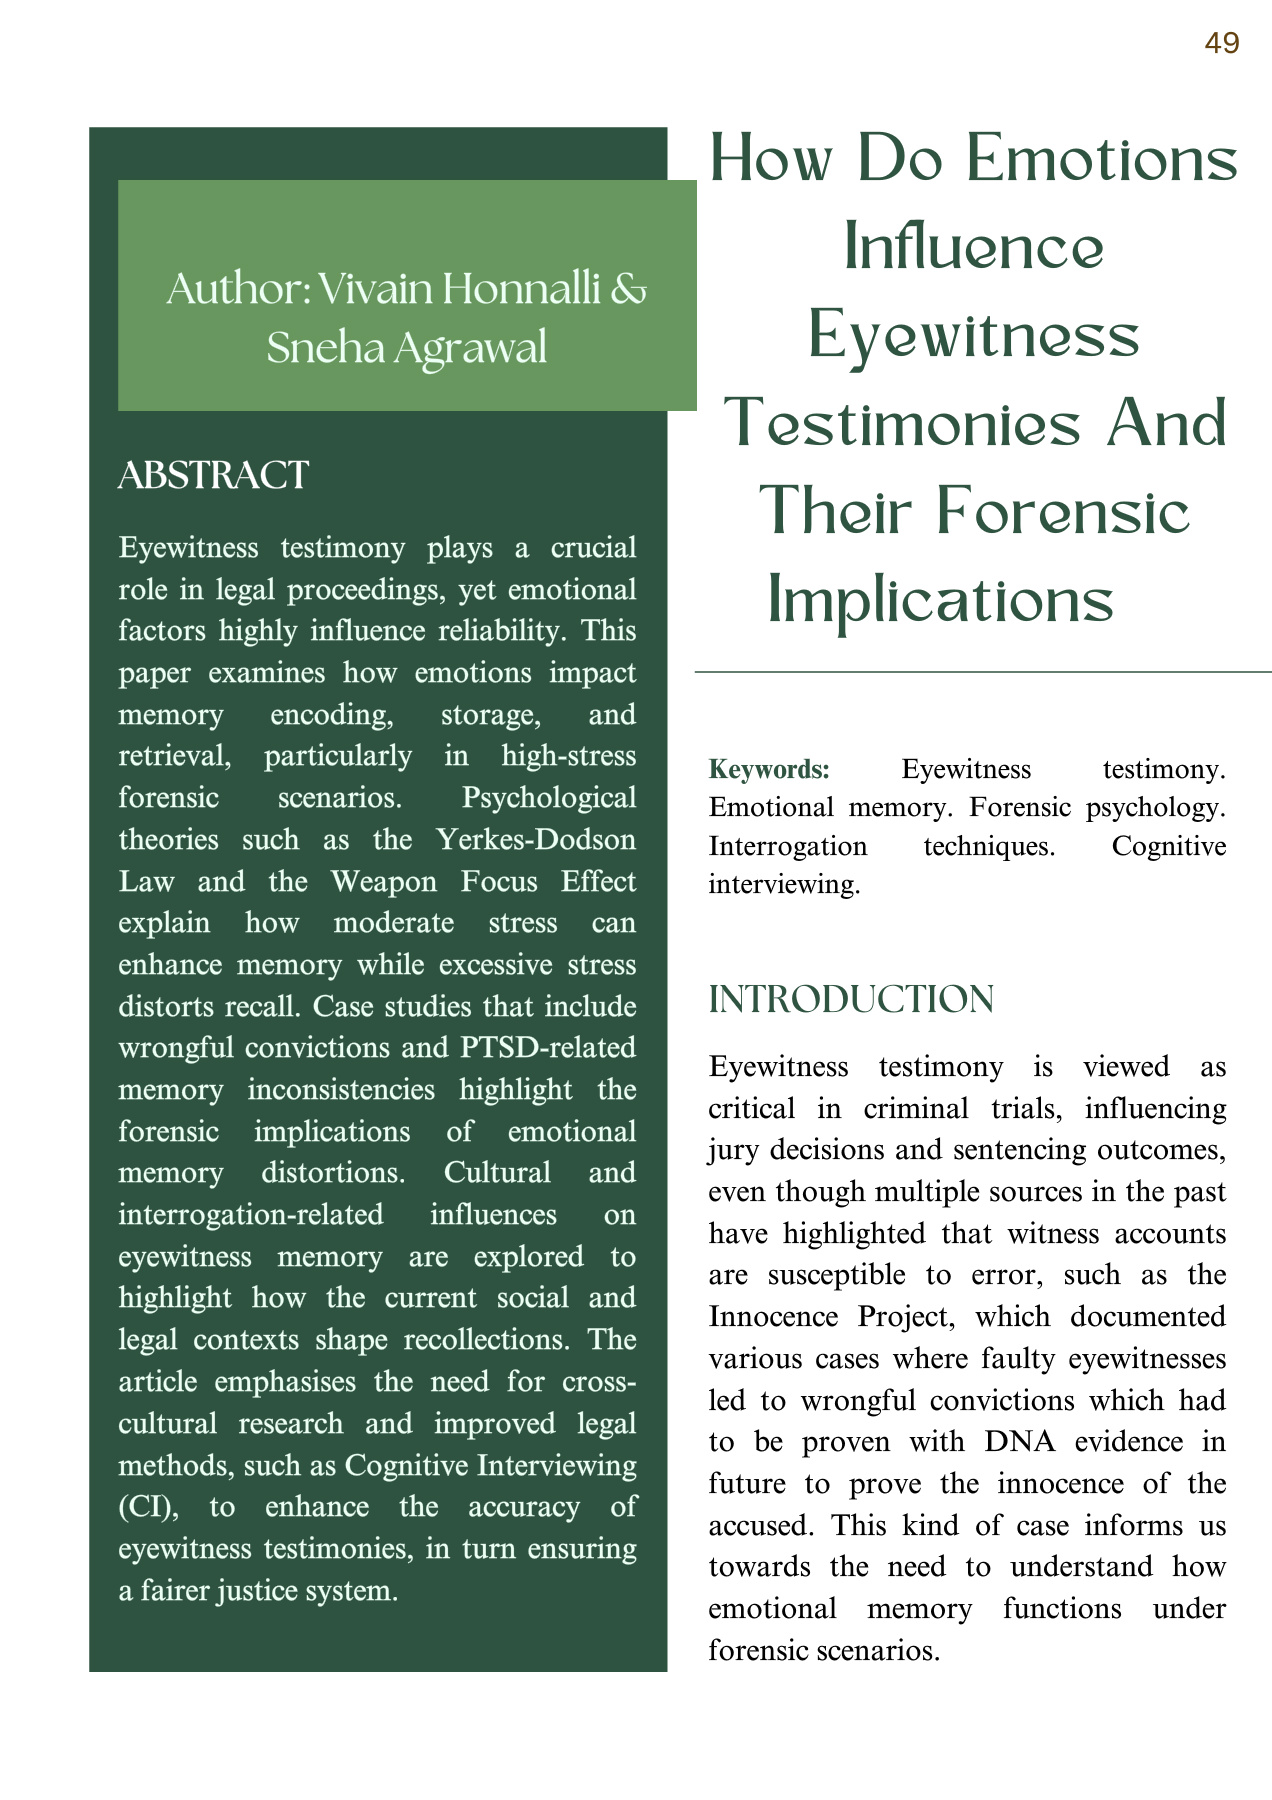 49
How Do Emotions
Influence
Eyewitness
Testimonies And
Their Forensic
Implications
Author: Vivain Honnalli &
Sneha Agrawal
ABSTRACT
Eyewitness testimony plays a crucial
role in legal proceedings, yet emotional
factors highly influence reliability. This
paper examines how emotions impact
memory encoding, storage, and
retrieval, particularly in high-stress
forensic scenarios. Psychological
theories such as the Yerkes-Dodson
Law and the Weapon Focus Effect
explain how moderate stress can
enhance memory while excessive stress
distorts recall. Case studies that include
wrongful convictions and PTSD-related
memory inconsistencies highlight the
forensic implications of emotional
memory distortions. Cultural and
interrogation-related influences on
eyewitness memory are explored to
highlight how the current social and
legal contexts shape recollections. The
article emphasises the need for cross-
cultural research and improved legal
methods, such as Cognitive Interviewing
(CI), to enhance the accuracy of
eyewitness testimonies, in turn ensuring
a fairer justice system.
Keywords: Eyewitness testimony.
Emotional memory. Forensic psychology.
Interrogation techniques. Cognitive
interviewing.
INTRODUCTION
Eyewitness testimony is viewed as
critical in criminal trials, influencing
jury decisions and sentencing outcomes,
even though multiple sources in the past
have highlighted that witness accounts
are susceptible to error, such as the
Innocence Project, which documented
various cases where faulty eyewitnesses
led to wrongful convictions which had
to be proven with DNA evidence in
future to prove the innocence of the
accused. This kind of case informs us
towards the need to understand how
emotional memory functions under
forensic scenarios.